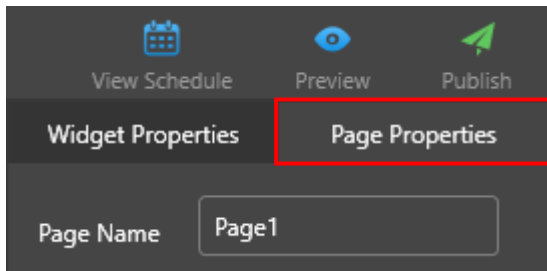 View Schedule Preview Publish
Widget Properties Page Properties
Page Name Page1